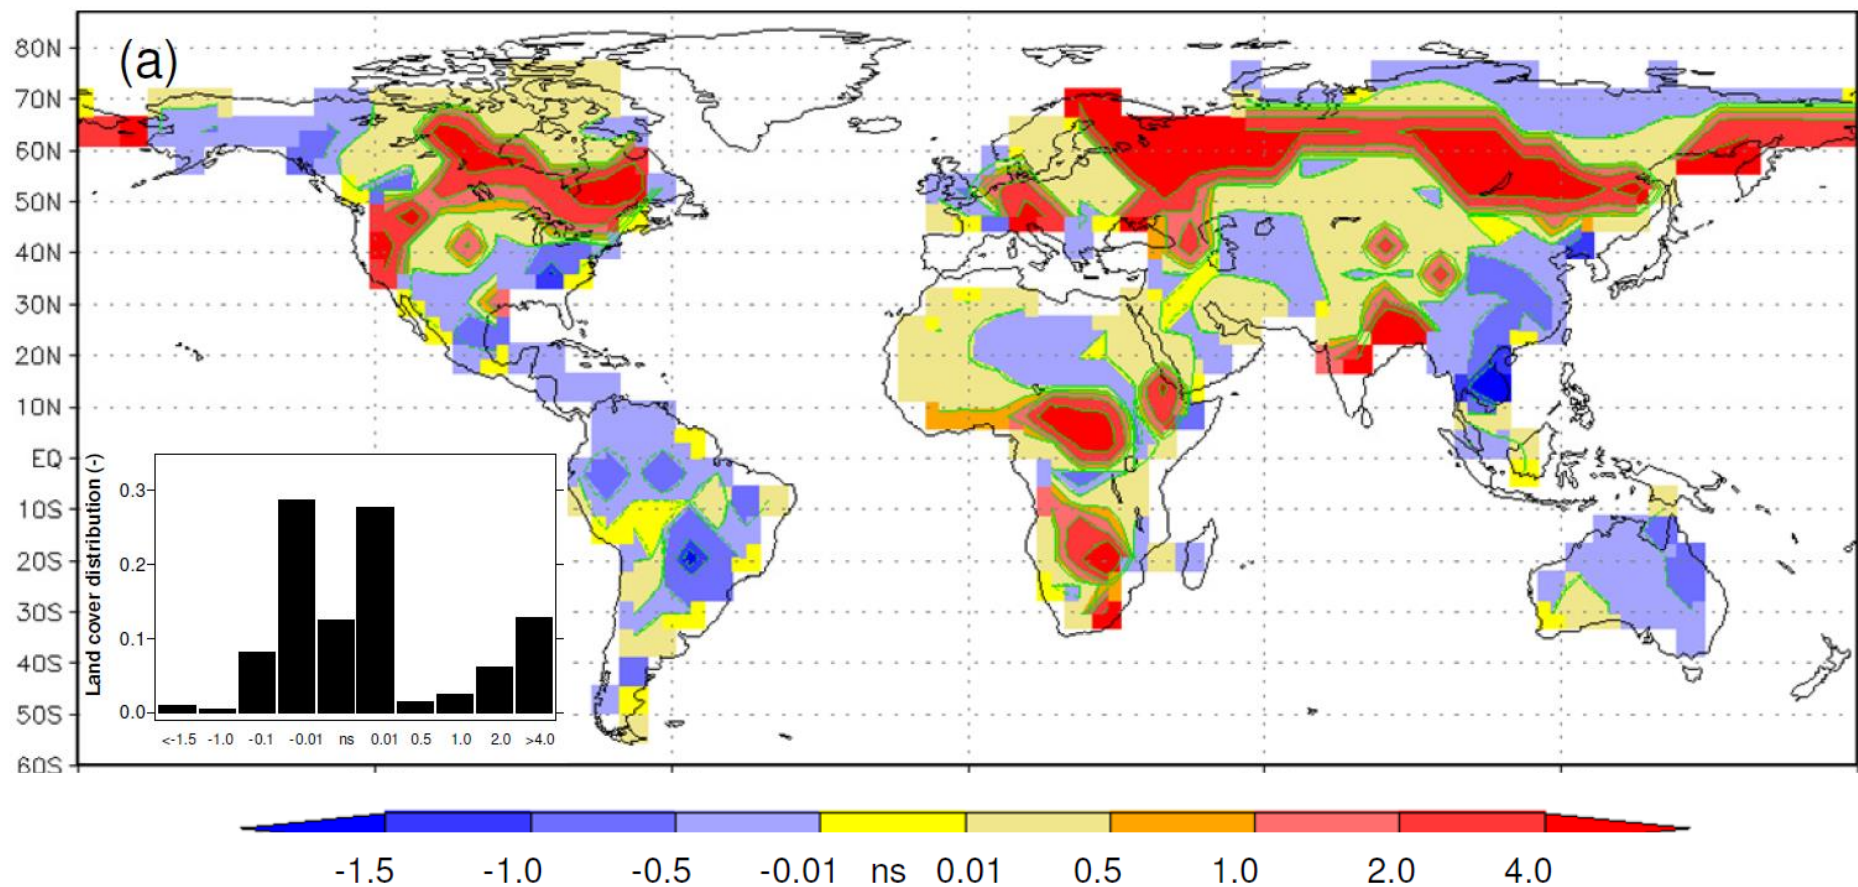 (a)
80N
70N
60N
50N
40N
30N
20N
10N
EQ
10S
20S
30S
40S
50S
60S
Land cover distribution (-)
0.3
0.2
0.1
0.0
<-1.5 -1.0 -0.1 -0.01 ns 0.01 0.5 1.0 2.0 >4.0
-1.5 -1.0 -0.5 -0.01 ns 0.01 0.5 1.0 2.0 4.0